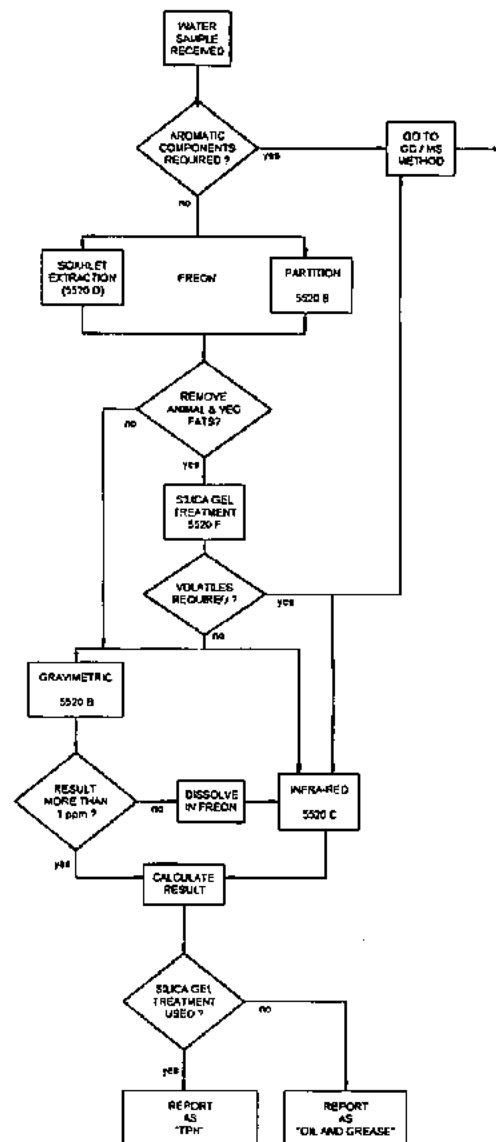 WATER
SAMPLE
RECEIVED
AROMATIC
COMPONENTS
REQUIRED ?
yes
GO TO
GC / MS
METHOD
no
SOXHLET
EXTRACTION
(5520 D)
FREON
PARTITION
5520 B
REMOVE
ANIMAL & VEG
FATS?
no
yes
SILICA GEL
TREATMENT
5520 F
VOLATILES
REQUIRED ?
yes
no
GRAVIMETRIC
5520 B
RESULT
MORE THAN
1 ppm ?
no
DISSOLVE
IN FREON
INFRA-RED
5520 C
yes
CALCULATE
RESULT
SILICA GEL
TREATMENT
USED ?
no
yes
REPORT
AS
"TPH"
REPORT
AS
"OIL AND GREASE"